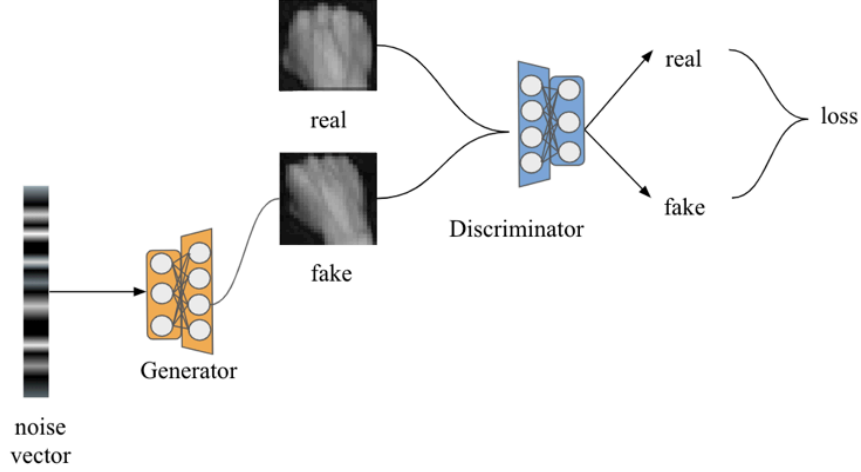 real
fake
Generator
noise
vector
Discriminator
real
fake
loss